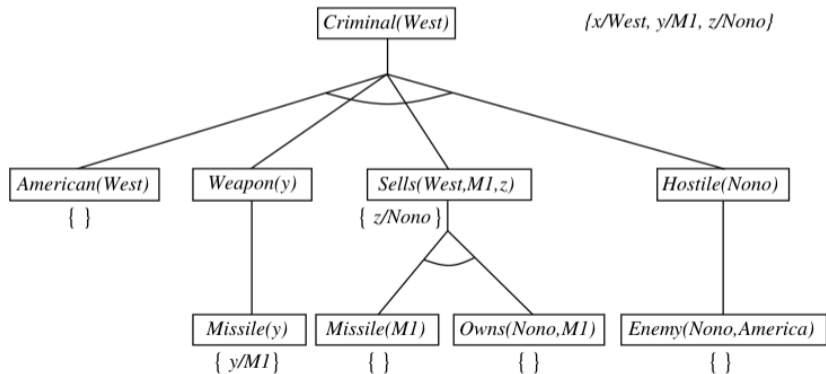 Criminal(West) {x/West, y/M1, z/Nono}
American(West) Weapon(y) Sells(West,M1,z) Hostile(Nono)
{ } { z/Nono }
Missile(y) Missile(M1) Owns(Nono,M1) Enemy(Nono,America)
{ y/M1} { } { } { }